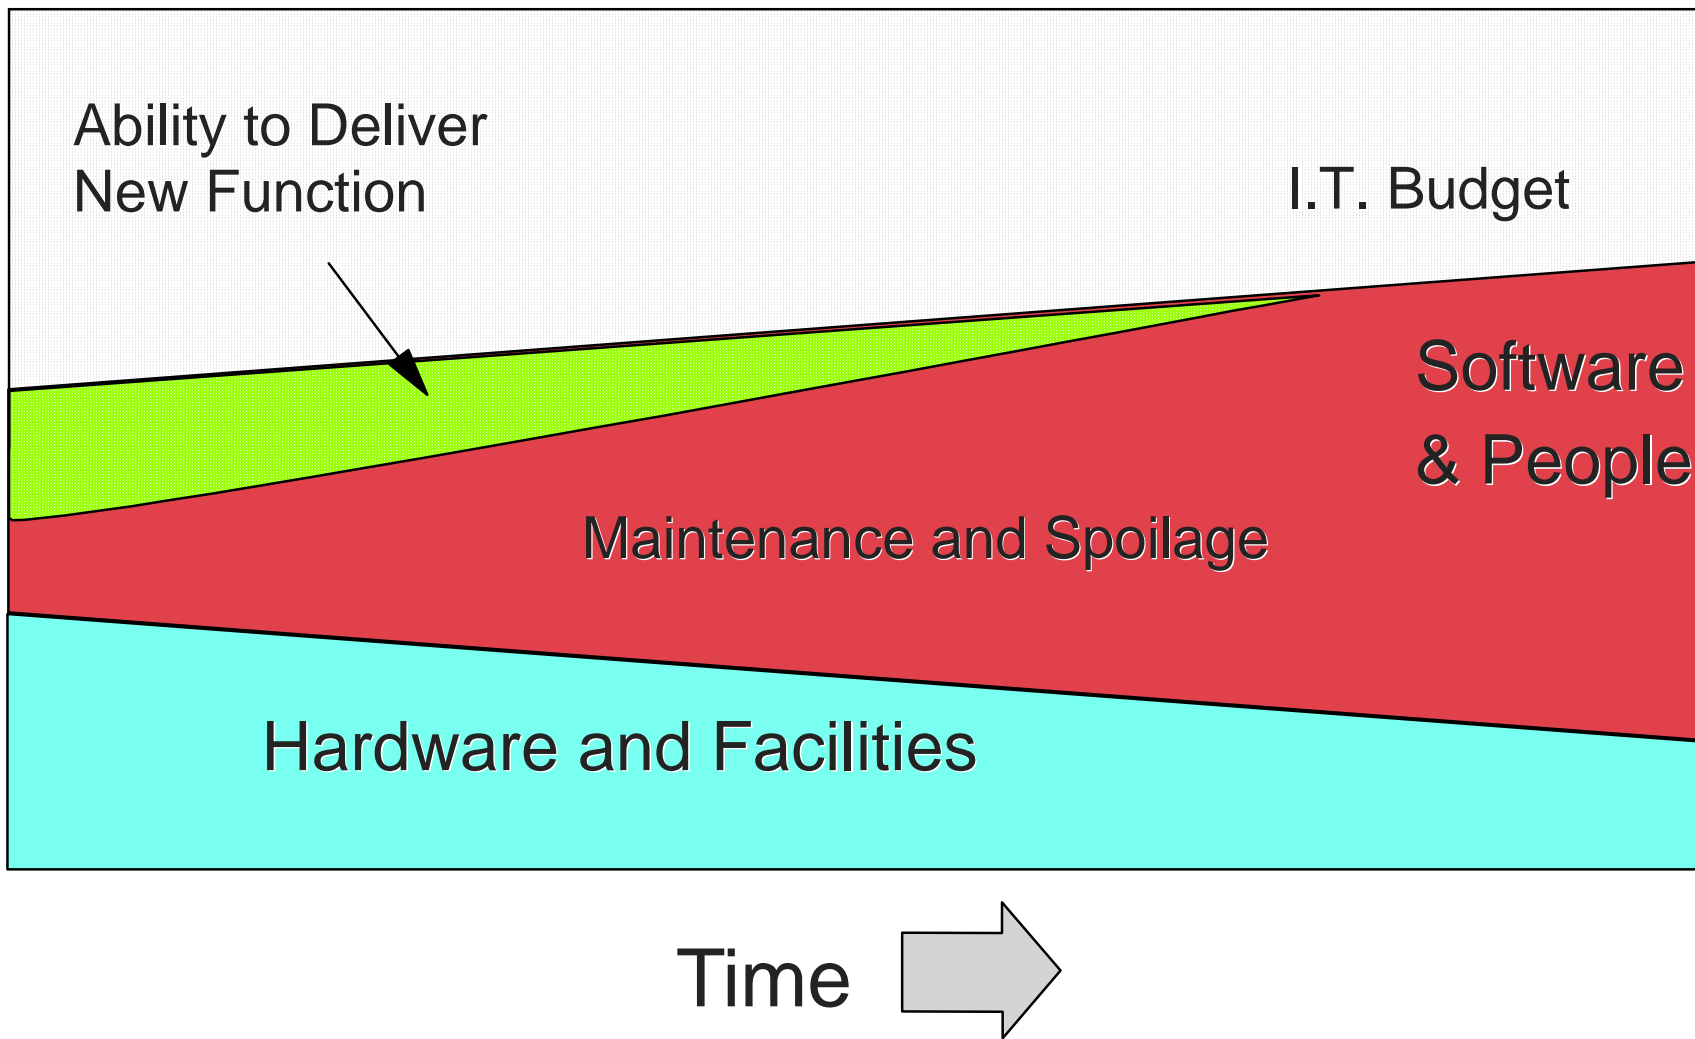 Ability to Deliver
New Function
I.T. Budget
Software
& People
Maintenance and Spoilage
Hardware and Facilities
Time